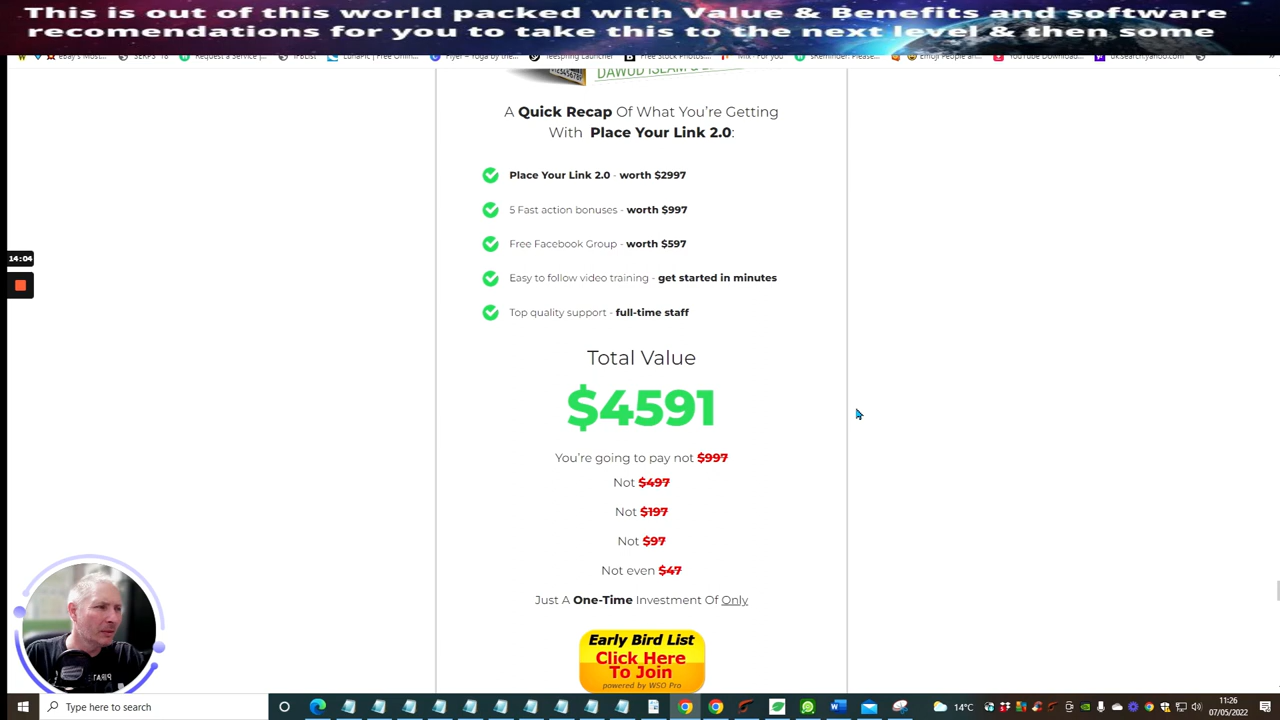 This is out of this world packed with Value & Benefits and software
recomendations for you to take this to the next level & then some
DAWUD ISLAM &
A Quick Recap Of What You're Getting
With Place Your Link 2.0:
Place Your Link 2.0 - worth $2997
5 Fast action bonuses - worth $997
Free Facebook Group - worth $597
14:04
Easy to follow video training - get started in minutes
Top quality support - full-time staff
Total Value
$4591
You're going to pay not $997
Not $497
Not $197
Not $97
Not even $47
Just A One-Time Investment Of Only
Early Bird List
Click Here
To Join
powered by WSO Pro
Type here to search
14°C
11:26
07/05/2022